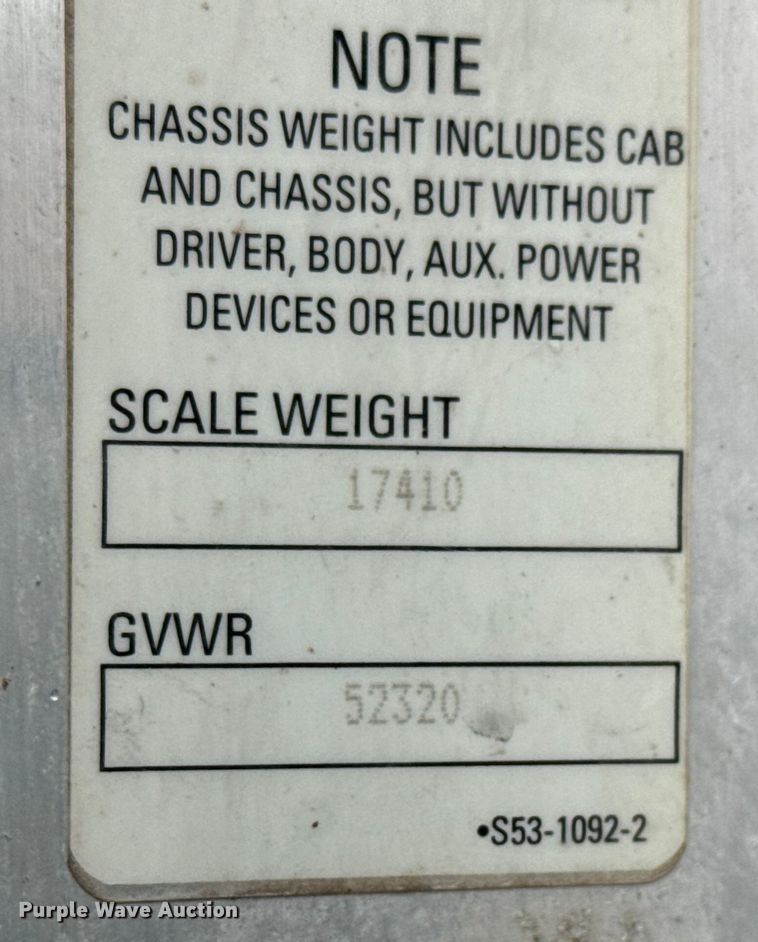 NOTE
CHASSIS WEIGHT INCLUDES CAB
AND CHASSIS, BUT WITHOUT
DRIVER, BODY, AUX. POWER
DEVICES OR EQUIPMENT
SCALE WEIGHT
17410
GVWR
52320
•S53-1092-2
Purple Wave Auction